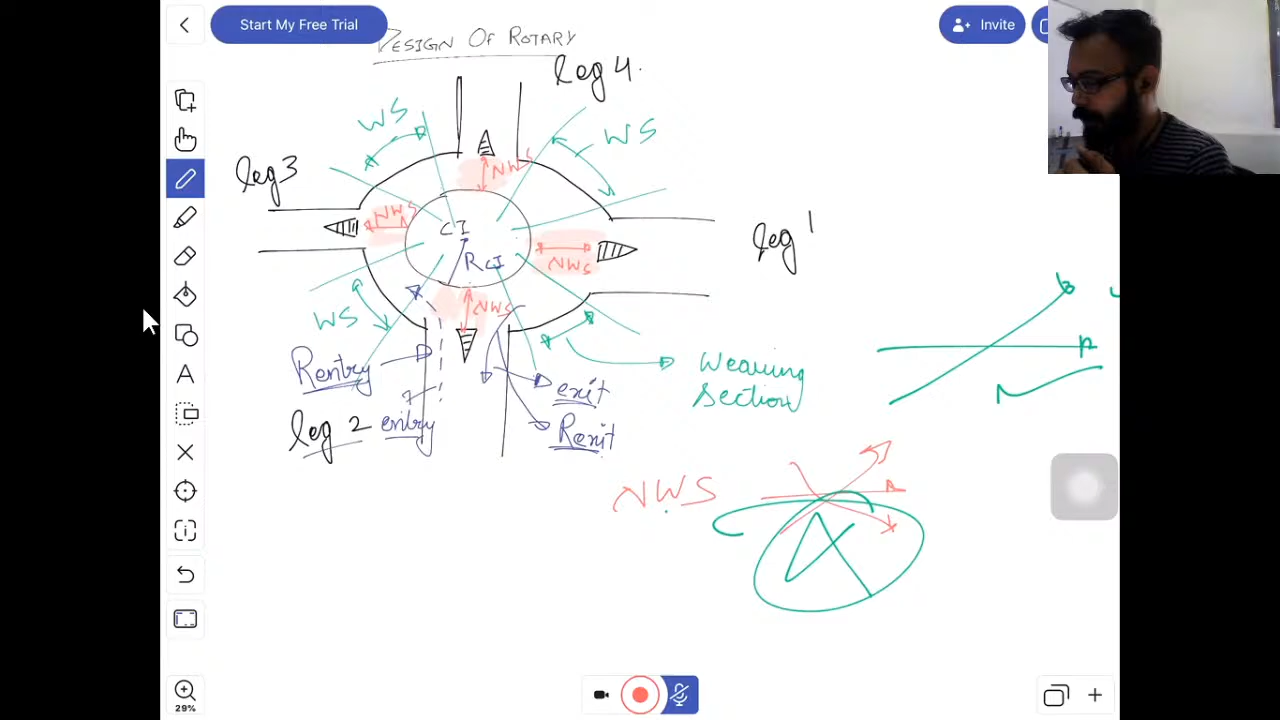 Start My Free Trial
DESIGN OF ROTARY
Invite
leg 4.
WS
WS
leg 3
NWS
NWS
CI
RCI
leg 1
NWS
NWS
WS
Rentry
exit
Weaving
Section
leg 2
entry
Rexit
NWS
29%